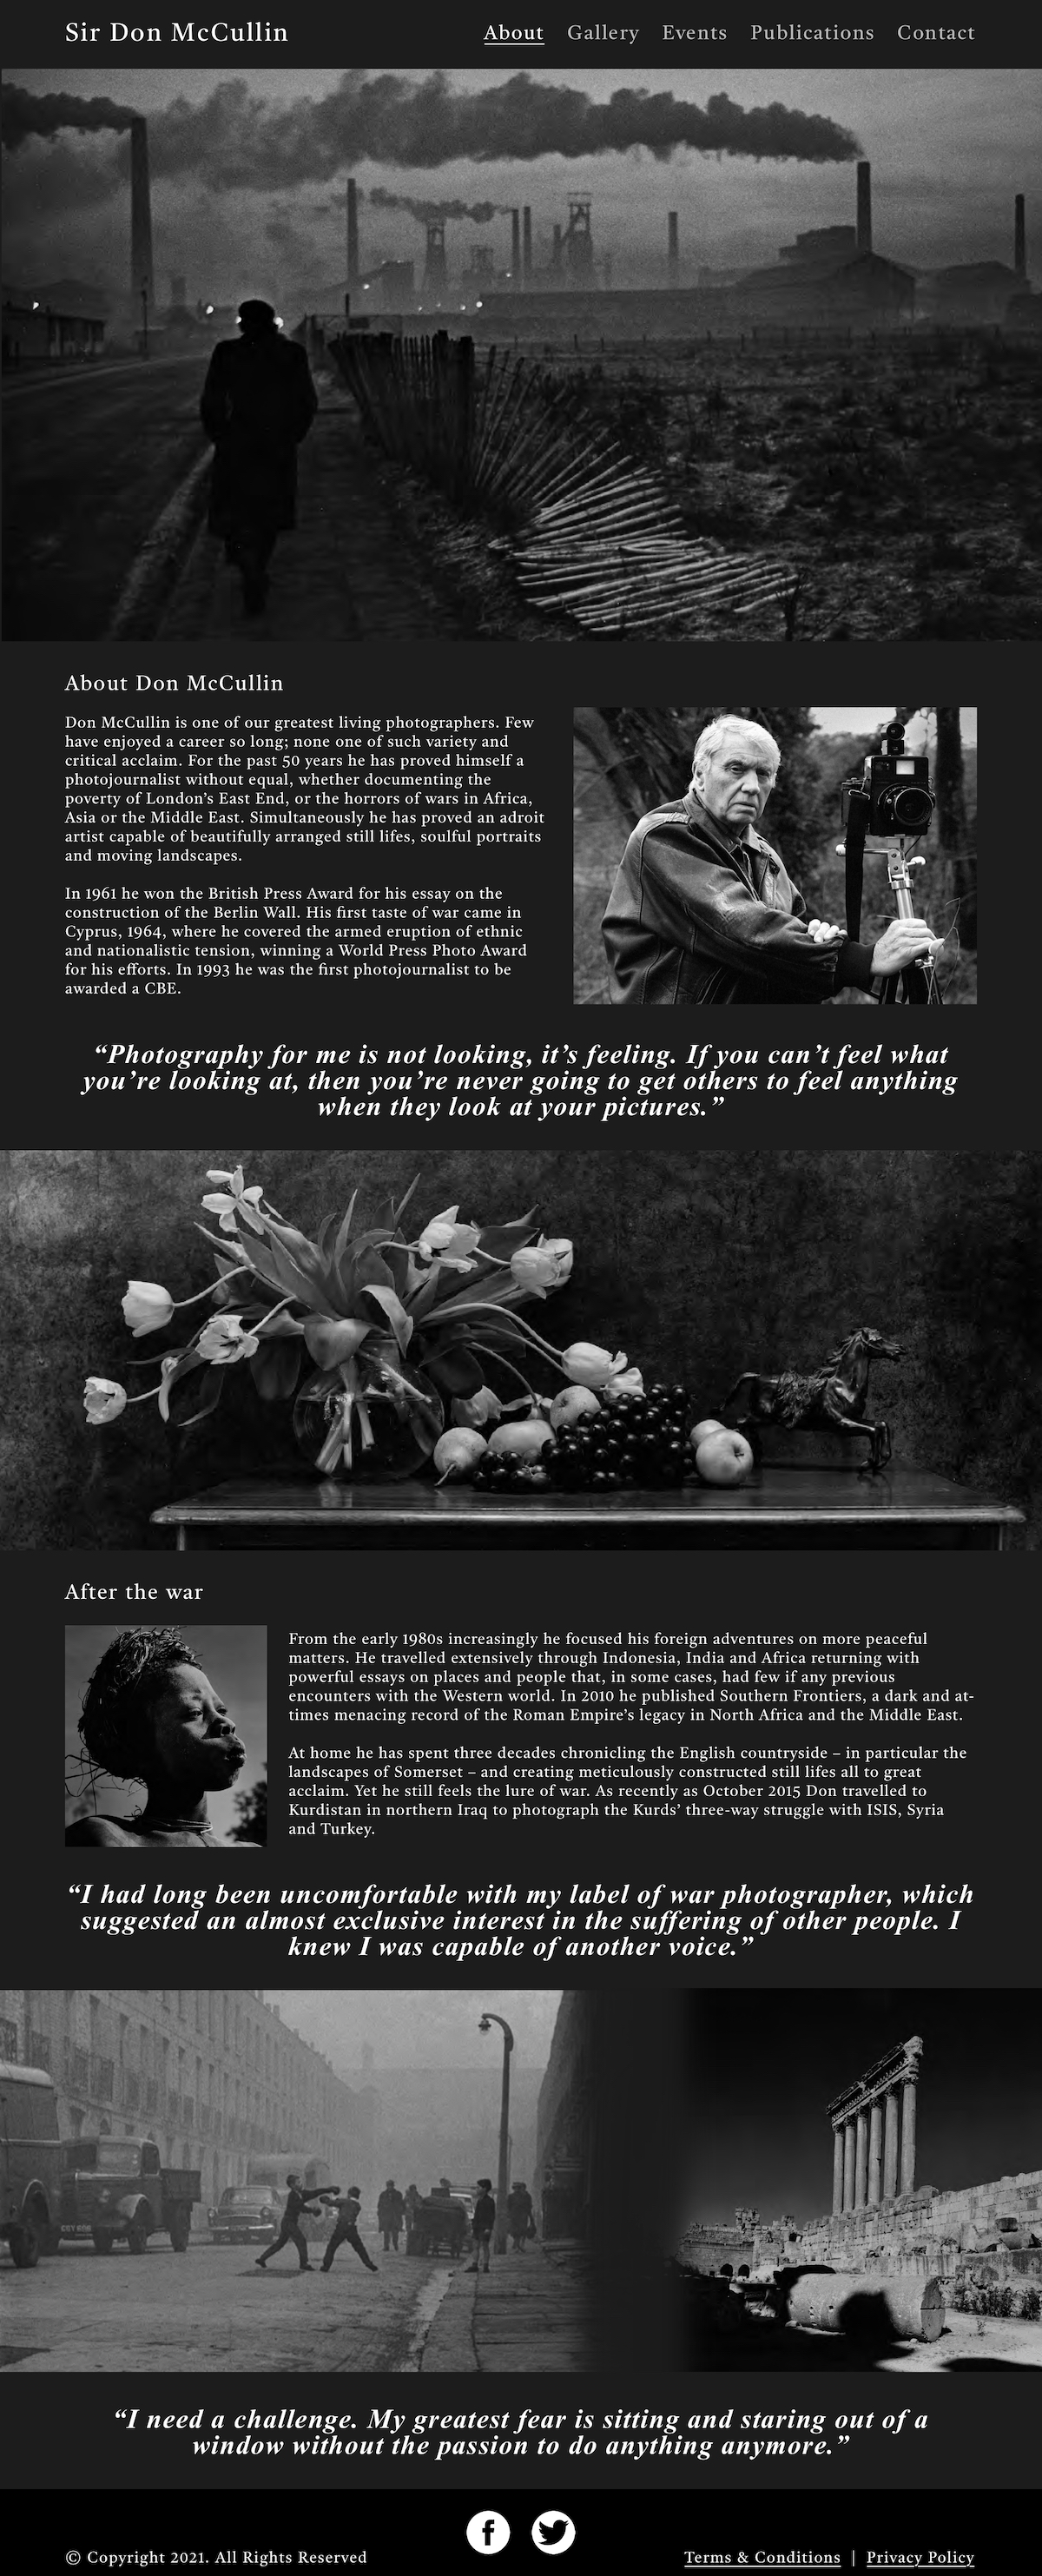 Sir Don McCullin
About Gallery Events Publications Contact
About Don McCullin
Don McCullin is one of our greatest living photographers. Few
have enjoyed a career so long; none one of such variety and
critical acclaim. For the past 50 years he has proved himself a
photojournalist without equal, whether documenting the
poverty of London’s East End, or the horrors of wars in Africa,
Asia or the Middle East. Simultaneously he has proved an adroit
artist capable of beautifully arranged still lifes, soulful portraits
and moving landscapes.
In 1961 he won the British Press Award for his essay on the
construction of the Berlin Wall. His first taste of war came in
Cyprus, 1964, where he covered the armed eruption of ethnic
and nationalistic tension, winning a World Press Photo Award
for his efforts. In 1993 he was the first photojournalist to be
awarded a CBE.
“Photography for me is not looking, it’s feeling. If you can’t feel what
you’re looking at, then you’re never going to get others to feel anything
when they look at your pictures.”
After the war
From the early 1980s increasingly he focused his foreign adventures on more peaceful
matters. He travelled extensively through Indonesia, India and Africa returning with
powerful essays on places and people that, in some cases, had few if any previous
encounters with the Western world. In 2010 he published Southern Frontiers, a dark and at-
times menacing record of the Roman Empire’s legacy in North Africa and the Middle East.
At home he has spent three decades chronicling the English countryside – in particular the
landscapes of Somerset – and creating meticulously constructed still lifes all to great
acclaim. Yet he still feels the lure of war. As recently as October 2015 Don travelled to
Kurdistan in northern Iraq to photograph the Kurds’ three-way struggle with ISIS, Syria
and Turkey.
“I had long been uncomfortable with my label of war photographer, which
suggested an almost exclusive interest in the suffering of other people. I
knew I was capable of another voice.”
“I need a challenge. My greatest fear is sitting and staring out of a
window without the passion to do anything anymore.”
© Copyright 2021. All Rights Reserved
Terms & Conditions | Privacy Policy